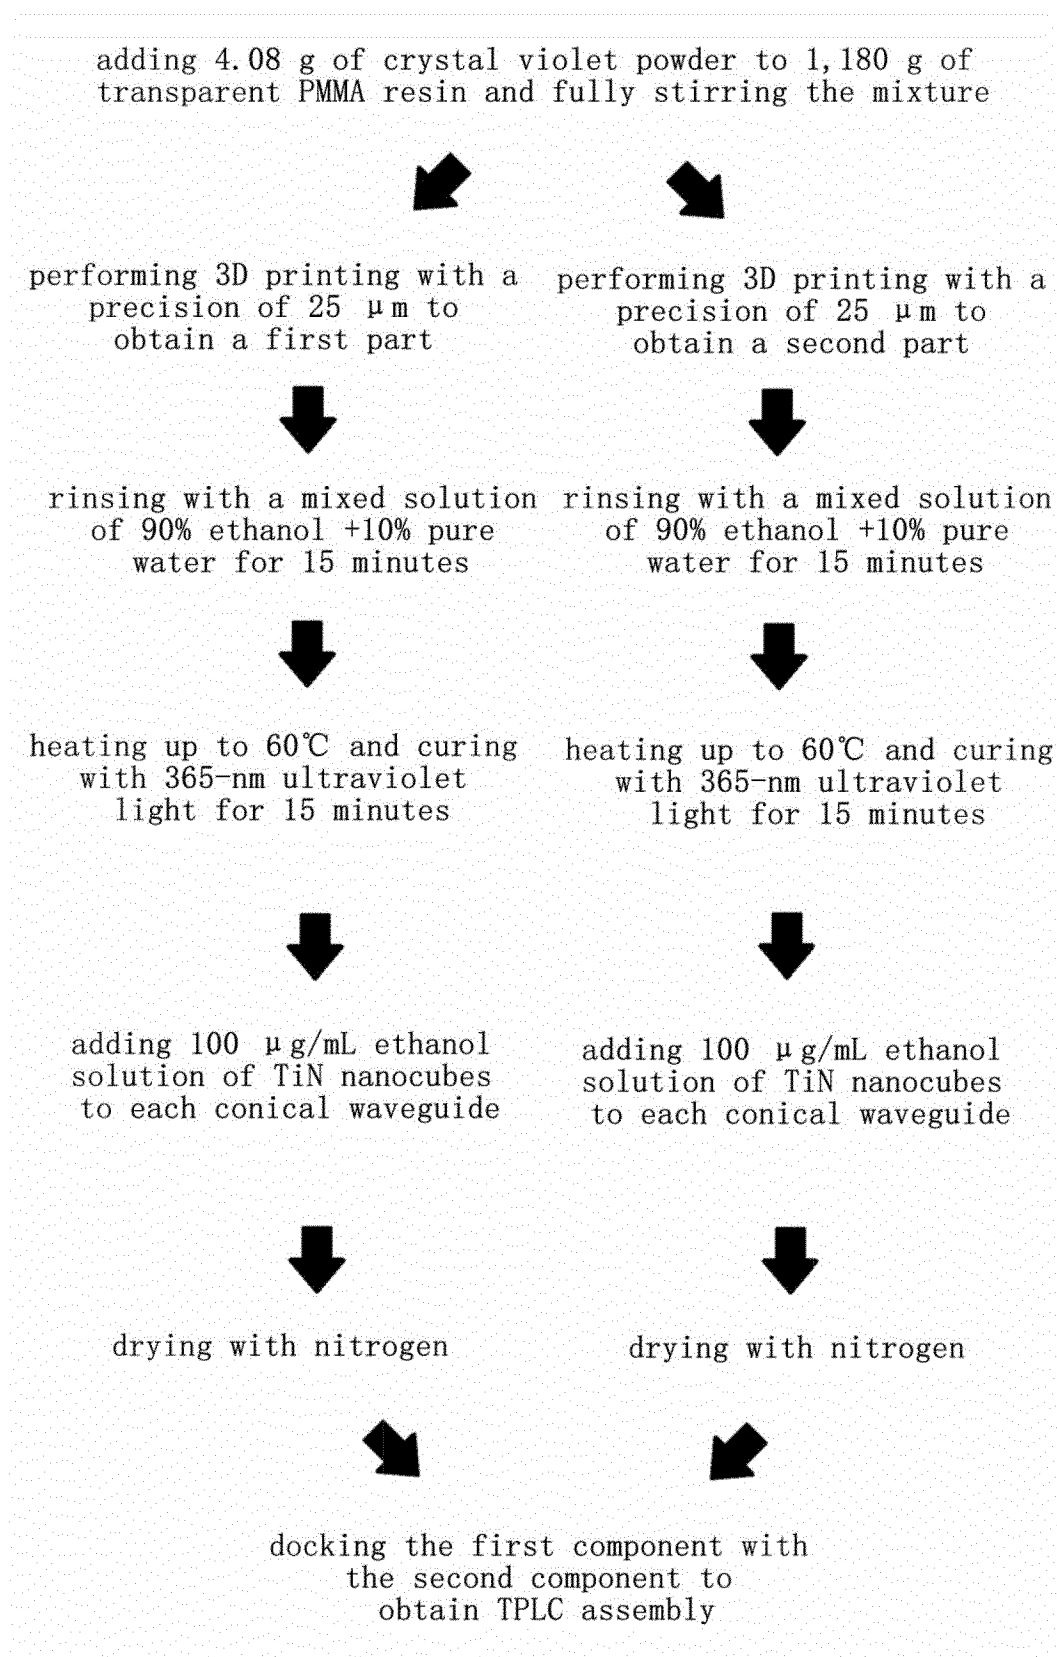 adding 4.08 g of crystal violet powder to 1,180 g of
transparent PMMA resin and fully stirring the mixture
performing 3D printing with a
precision of 25 μm to
obtain a first part
performing 3D printing with a
precision of 25 μm to
obtain a second part
rinsing with a mixed solution
of 90% ethanol +10% pure
water for 15 minutes
rinsing with a mixed solution
of 90% ethanol +10% pure
water for 15 minutes
heating up to 60℃ and curing
with 365-nm ultraviolet
light for 15 minutes
heating up to 60℃ and curing
with 365-nm ultraviolet
light for 15 minutes
adding 100 μg/mL ethanol
solution of TiN nanocubes
to each conical waveguide
adding 100 μg/mL ethanol
solution of TiN nanocubes
to each conical waveguide
drying with nitrogen
drying with nitrogen
docking the first component with
the second component to
obtain TPLC assembly